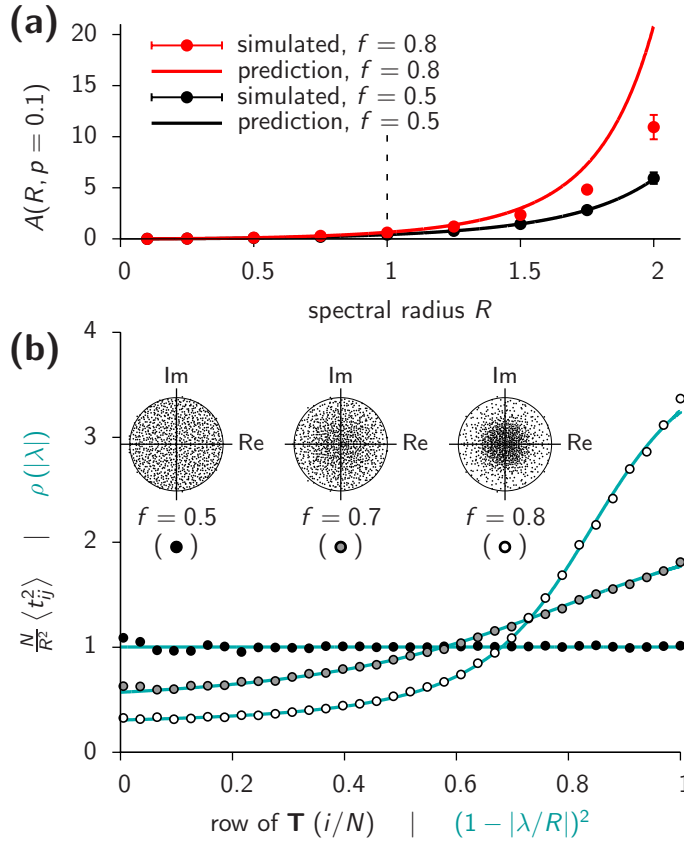 (a)
A(R, p = 0.1)
20
15
10
5
0
simulated, f = 0.8
prediction, f = 0.8
simulated, f = 0.5
prediction, f = 0.5
0 0.5 1 1.5 2
spectral radius R
(b)
N/R² ⟨t²ij⟩ | ρ(|λ|)
4
3
2
1
0
Im Im Im
Re Re Re
f = 0.5 f = 0.7 f = 0.8
( ) ( ) ( )
0 0.2 0.4 0.6 0.8 1
row of T (i/N) | (1 − |λ/R|)²